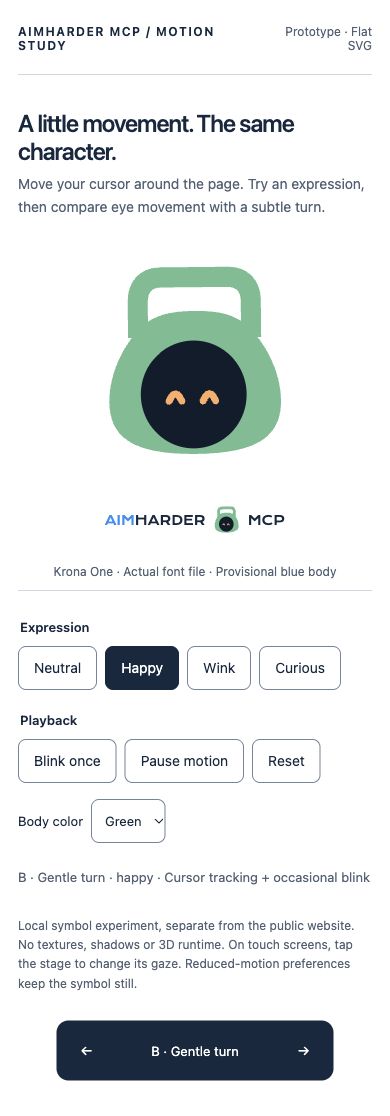 AIMHARDER MCP / MOTION
STUDY
Prototype · Flat
SVG
A little movement. The same
character.
Move your cursor around the page. Try an expression,
then compare eye movement with a subtle turn.
AIMHARDER MCP
Krona One · Actual font file · Provisional blue body
Expression
Neutral Happy Wink Curious
Playback
Blink once Pause motion Reset
Body color Green
B · Gentle turn · happy · Cursor tracking + occasional blink
Local symbol experiment, separate from the public website.
No textures, shadows or 3D runtime. On touch screens, tap
the stage to change its gaze. Reduced-motion preferences
keep the symbol still.
← B · Gentle turn →